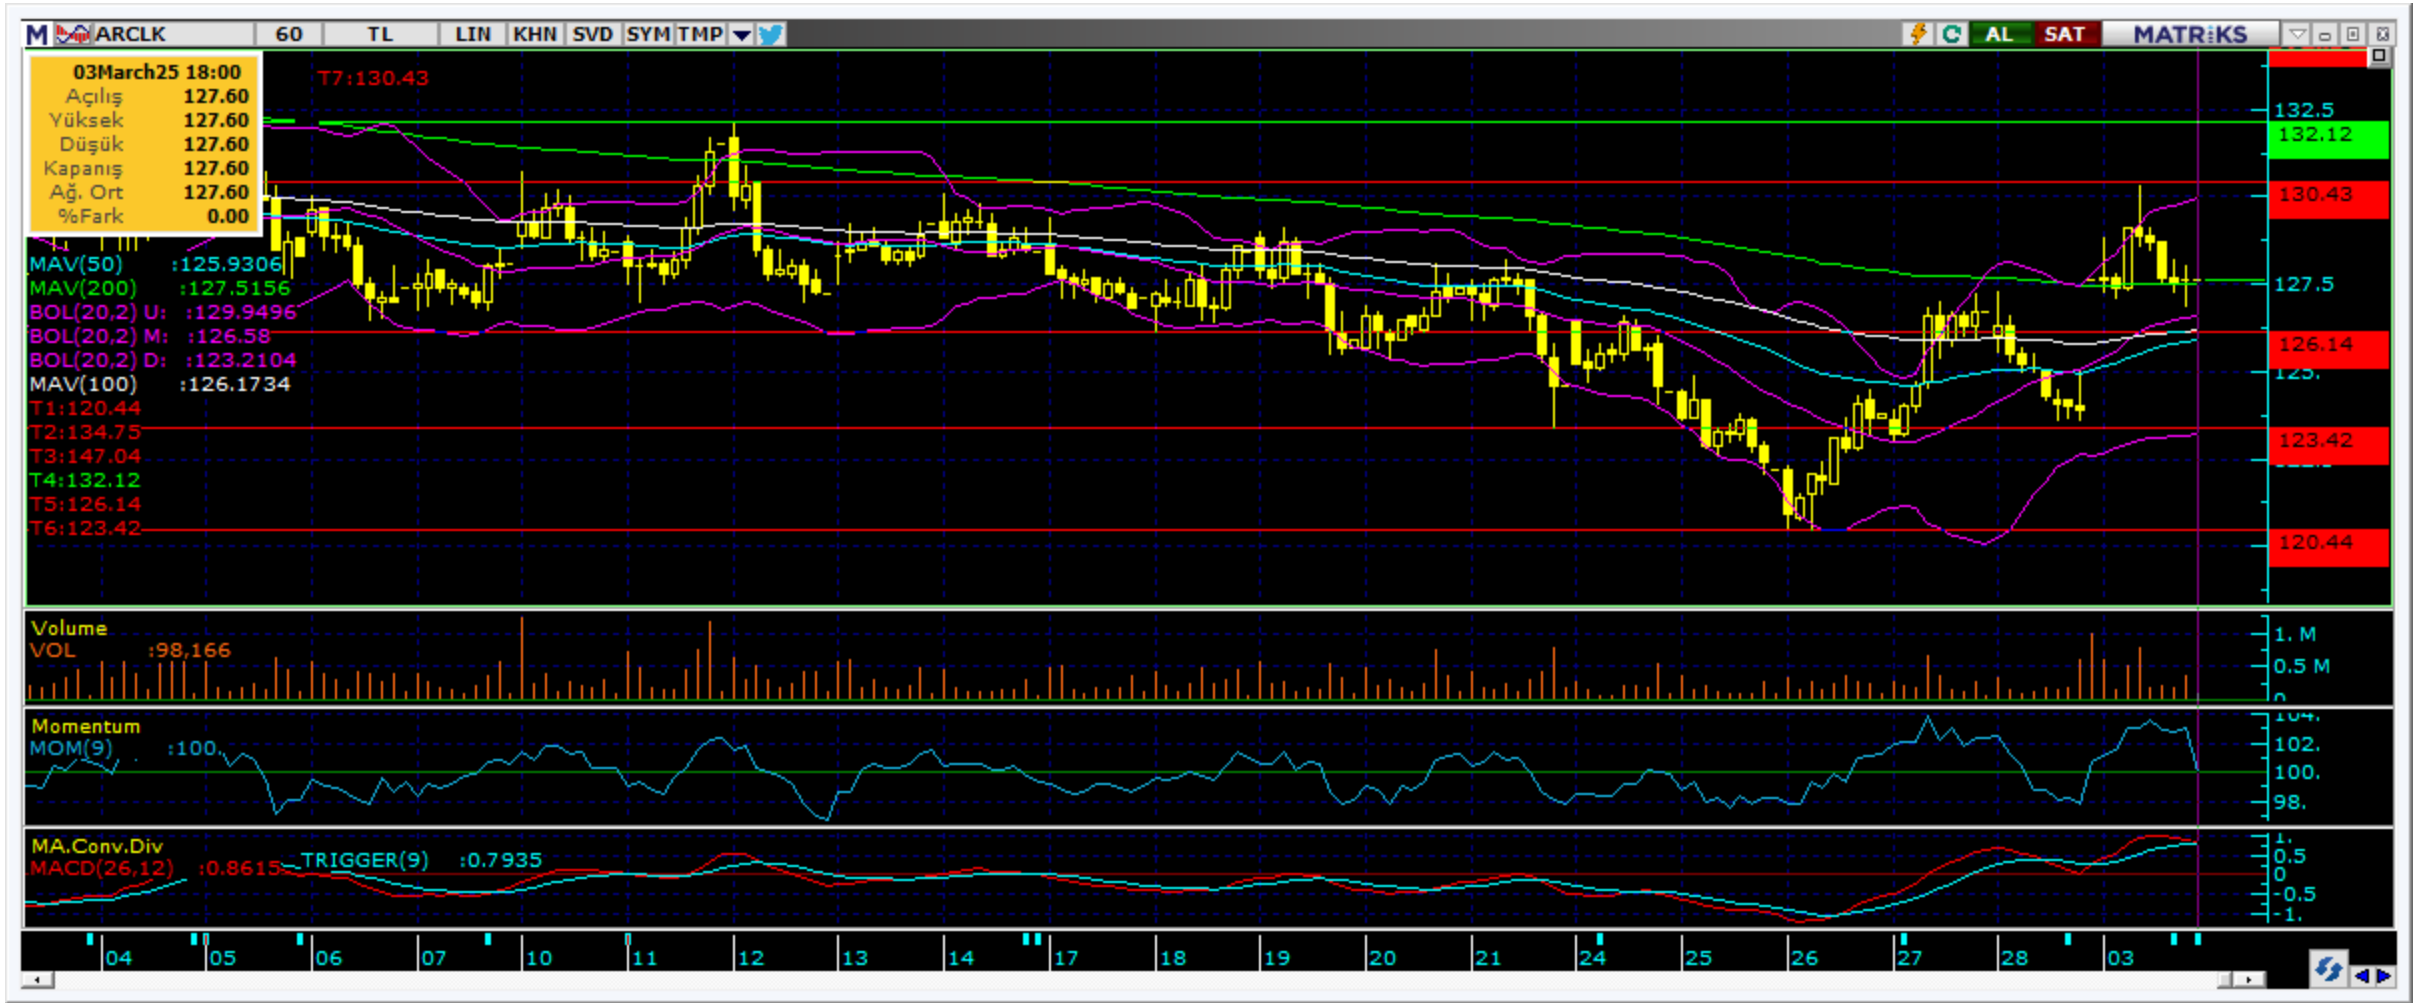 M ARCLK 60 TL LIN KHN SVD SYM TMP AL SAT MATRiKS
03March25 18:00
Açılış 127.60
Yüksek 127.60
Düşük 127.60
Kapanış 127.60
Ağ. Ort 127.60
%Fark 0.00
T7:130.43
MAV(50) :125.9306
MAV(200) :127.5156
BOL(20,2) U: :129.9496
BOL(20,2) M: :126.58
BOL(20,2) D: :123.2104
MAV(100) :126.1734
T1:120.44
T2:134.75
T3:147.04
T4:132.12
T5:126.14
T6:123.42
132.5
132.12
130.43
127.5
126.14
125.
123.42
120.44
Volume
VOL :98,166
1. M
0.5 M
0
Momentum
MOM(9) :100.
104.
102.
100.
98.
MA.Conv.Div
MACD(26,12) :0.8615 TRIGGER(9) :0.7935
1.
0.5
0
-0.5
-1.
04 05 06 07 10 11 12 13 14 17 18 19 20 21 24 25 26 27 28 03